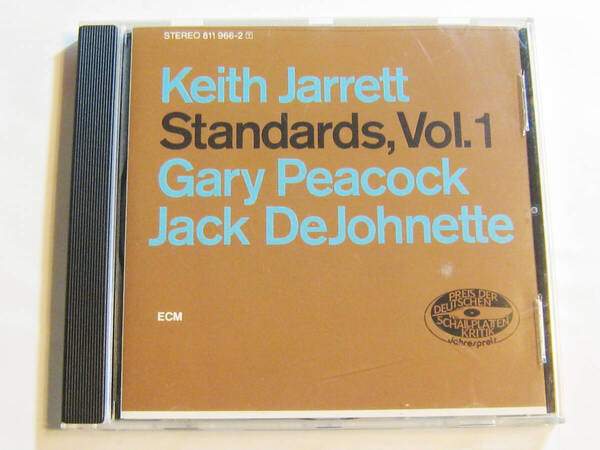 STEREO 811 966-2 Y
Keith Jarrett
Standards, Vol. 1
Gary Peacock
Jack DeJohnette
ECM
PREIS DER
DEUTSCHEN
SCHALLPLATTEN
KRITIK
Jahrespreis